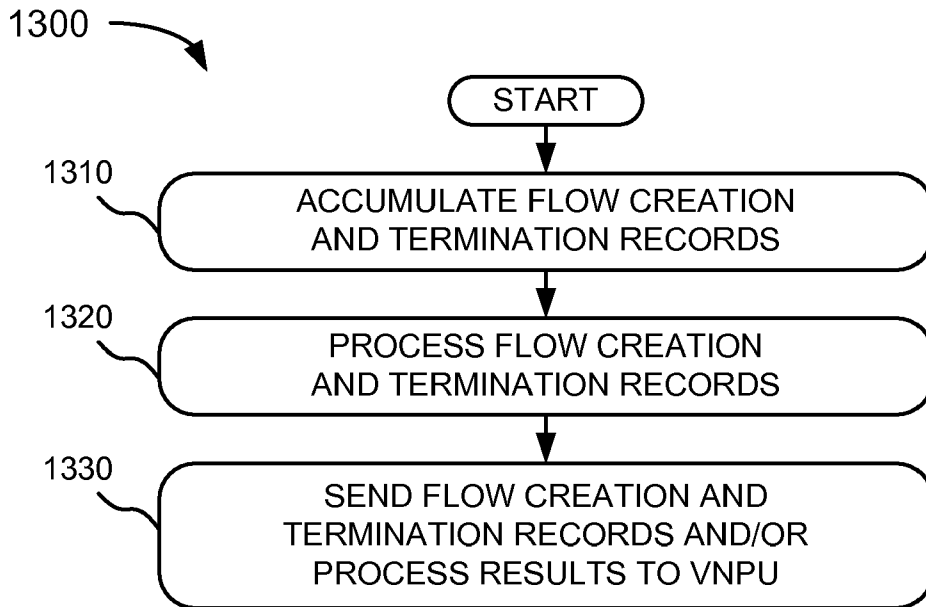 1300
START
1310
ACCUMULATE FLOW CREATION
AND TERMINATION RECORDS
1320
PROCESS FLOW CREATION
AND TERMINATION RECORDS
1330
SEND FLOW CREATION AND
TERMINATION RECORDS AND/OR
PROCESS RESULTS TO VNPU